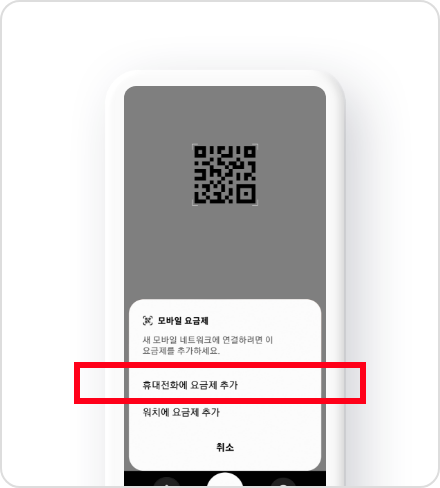 모바일 요금제
새 모바일 네트워크에 연결하려면 이
요금제를 추가하세요.
휴대전화에 요금제 추가
워치에 요금제 추가
취소